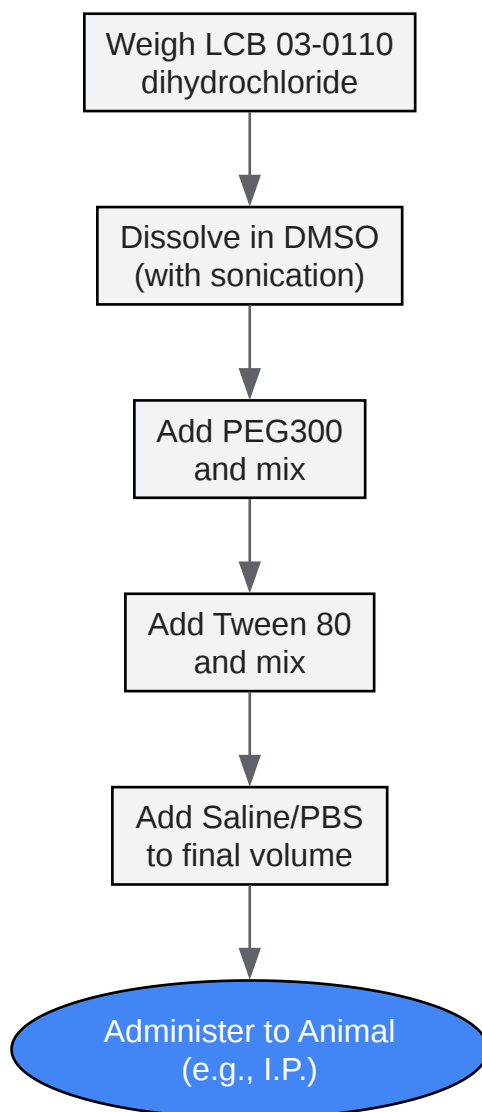 Weigh LCB 03-0110
dihydrochloride
Dissolve in DMSO
(with sonication)
Add PEG300
and mix
Add Tween 80
and mix
Add Saline/PBS
to final volume
Administer to Animal
(e.g., I.P.)